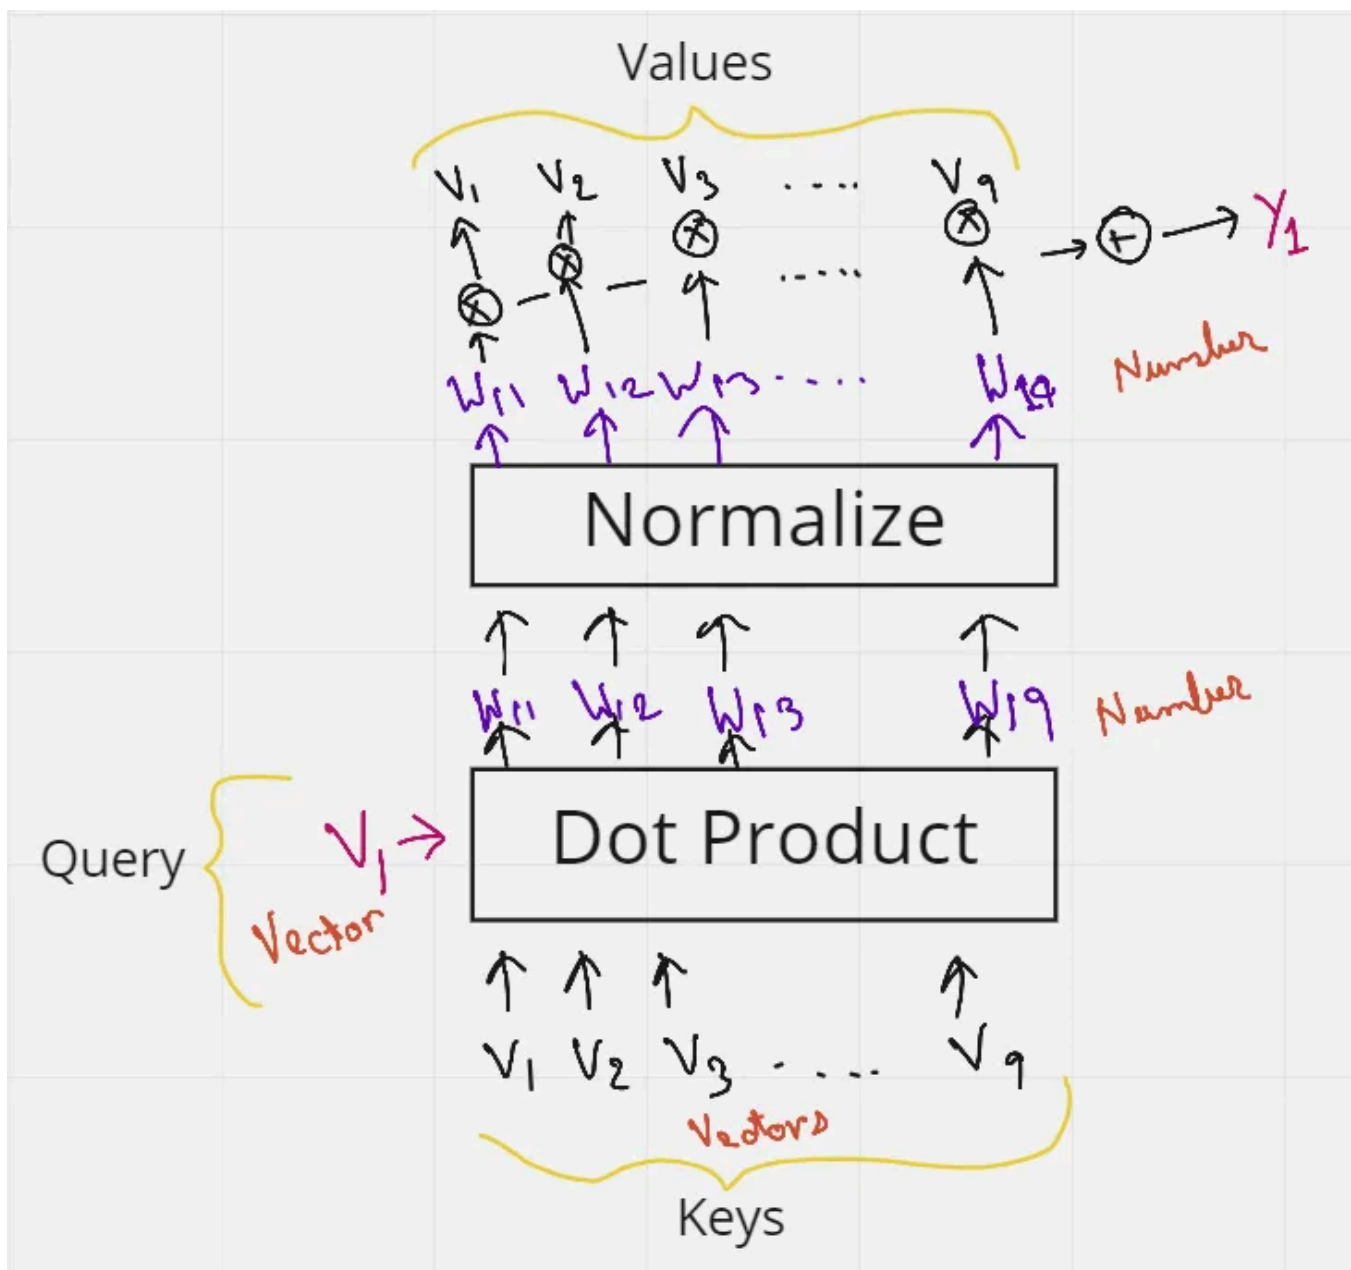 Values
V1 V2 V3 ..... V9
Y1
W11 W12 W13 ..... Number
Normalize
W11 W12 W13 W19 Number
Query V1 → Dot Product
Vector
V1 V2 V3 ..... V9
Vectors
Keys